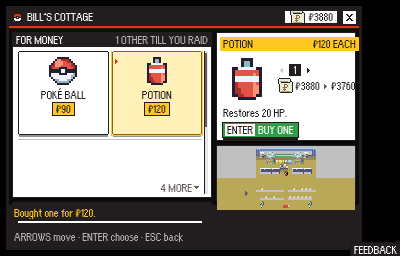 BILL'S COTTAGE
₽3880
X
FOR MONEY
1 OTHER TILL YOU RAID
POKÉ BALL
₽90
POTION
₽120
4 MORE
POTION
₽120 EACH
1
₽3880 ▸ ₽3760
Restores 20 HP.
ENTER BUY ONE
Bought one for ₽120.
ARROWS move · ENTER choose · ESC back
FEEDBACK